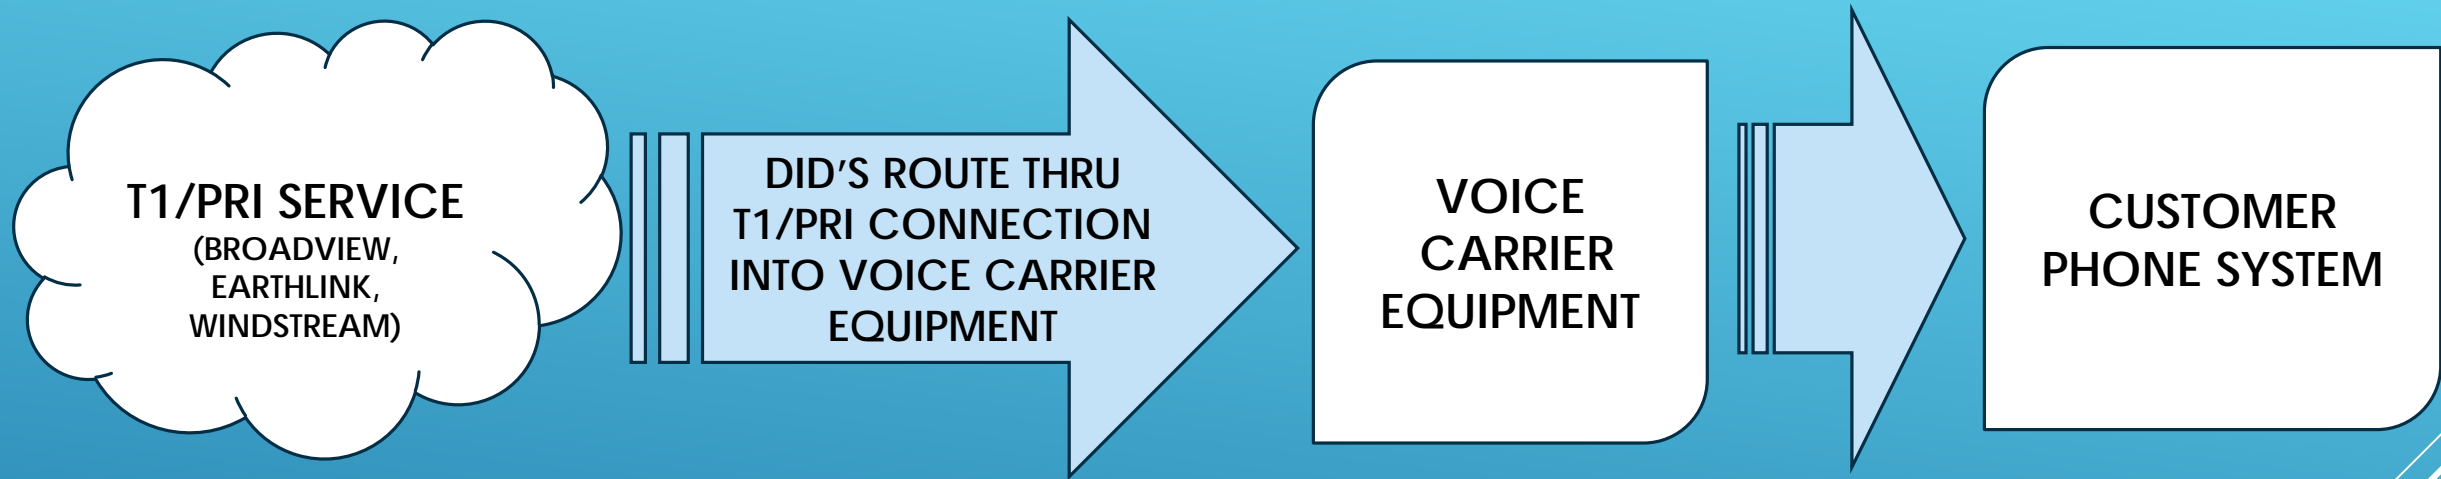 T1/PRI SERVICE
(BROADVIEW,
EARTHLINK,
WINDSTREAM)
DID’S ROUTE THRU
T1/PRI CONNECTION
INTO VOICE CARRIER
EQUIPMENT
VOICE
CARRIER
EQUIPMENT
CUSTOMER
PHONE SYSTEM